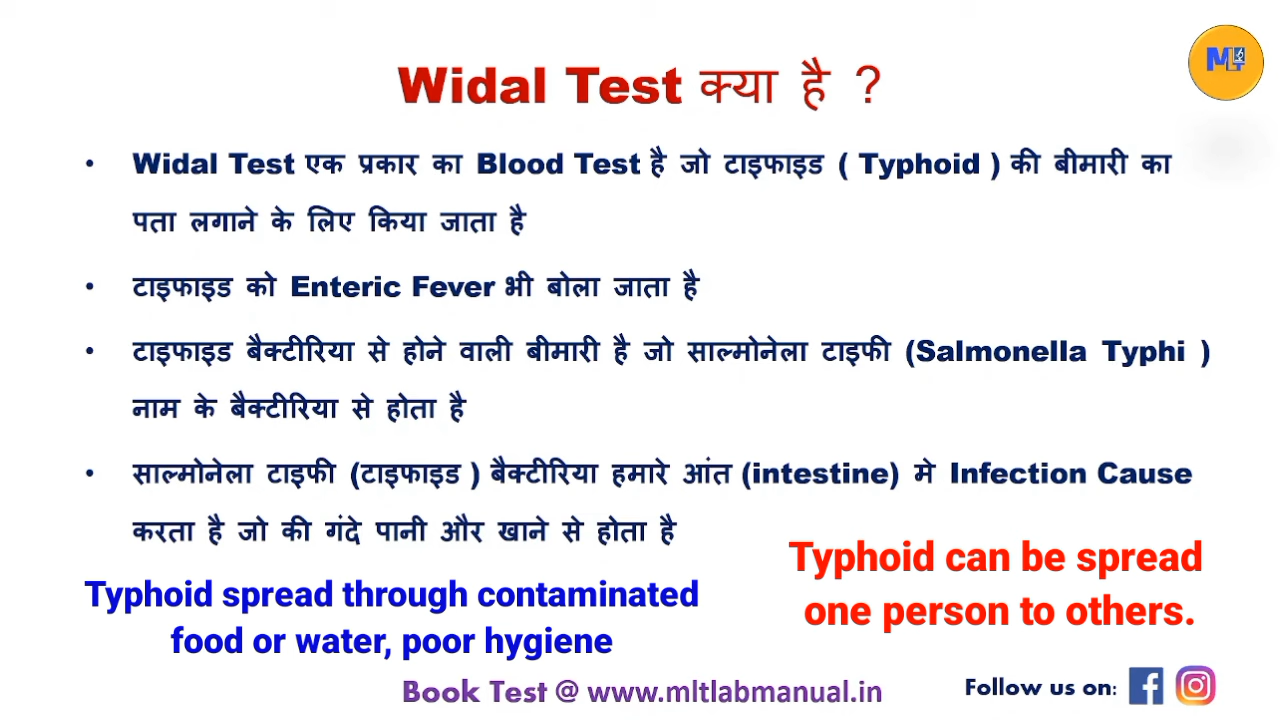 MLT
Widal Test क्या है ?
• Widal Test एक प्रकार का Blood Test है जो टाइफाइड ( Typhoid ) की बीमारी का
पता लगाने के लिए किया जाता है
• टाइफाइड को Enteric Fever भी बोला जाता है
• टाइफाइड बैक्टीरिया से होने वाली बीमारी है जो साल्मोनेला टाइफी (Salmonella Typhi )
नाम के बैक्टीरिया से होता है
• साल्मोनेला टाइफी (टाइफाइड ) बैक्टीरिया हमारे आंत (intestine) मे Infection Cause
करता है जो की गंदे पानी और खाने से होता है
Typhoid spread through contaminated
food or water, poor hygiene
Typhoid can be spread
one person to others.
Book Test @ www.mltlabmanual.in
Follow us on: